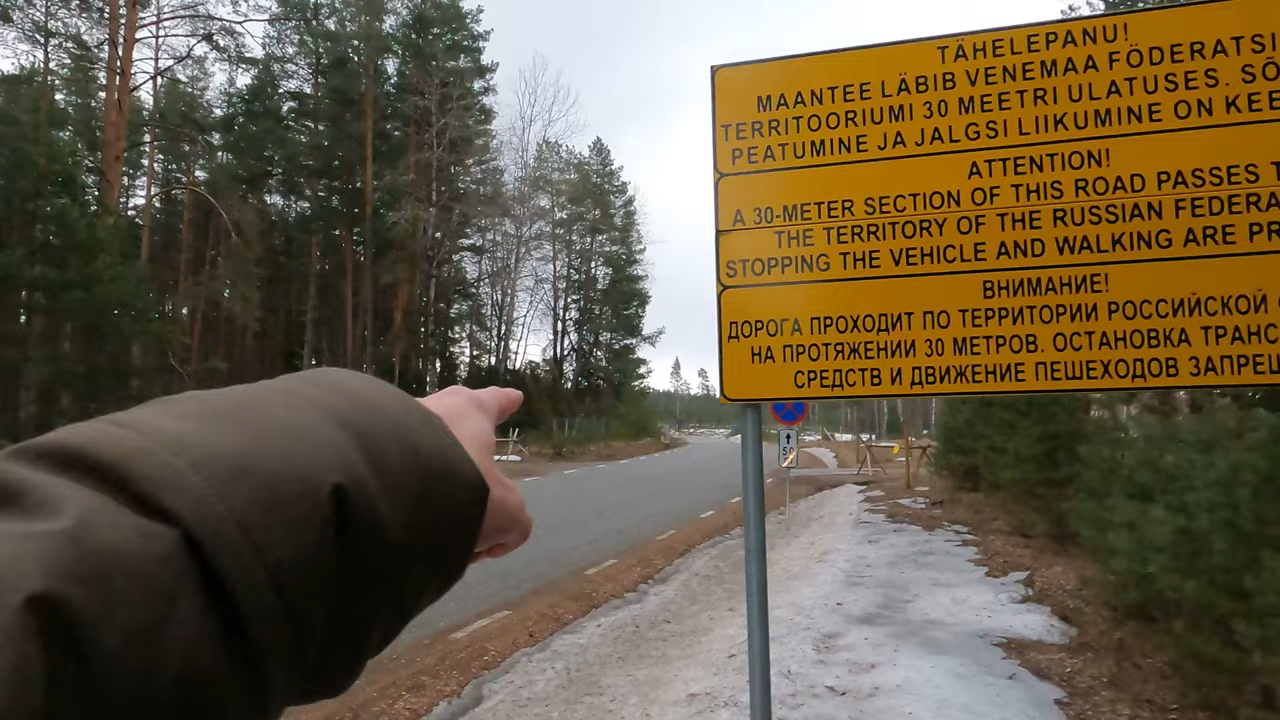 TÄHELEPANU!
MAANTEE LÄBIB VENEMAA FÖDERATSI
TERRITOORIUMI 30 MEETRI ULATUSES. SÕ
PEATUMINE JA JALGSI LIIKUMINE ON KEE
ATTENTION!
A 30-METER SECTION OF THIS ROAD PASSES T
THE TERRITORY OF THE RUSSIAN FEDERA
STOPPING THE VEHICLE AND WALKING ARE PR
ВНИМАНИЕ!
ДОРОГА ПРОХОДИТ ПО ТЕРРИТОРИИ РОССИЙСКОЙ
НА ПРОТЯЖЕНИИ 30 МЕТРОВ. ОСТАНОВКА ТРАНС
СРЕДСТВ И ДВИЖЕНИЕ ПЕШЕХОДОВ ЗАПРЕЩ